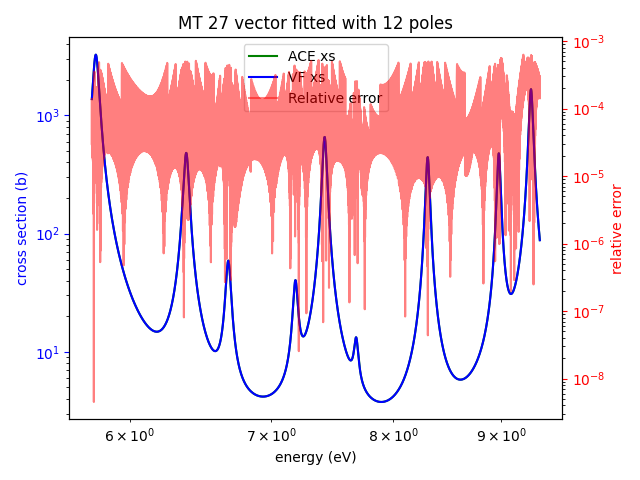 MT 27 vector fitted with 12 poles
ACE xs
VF xs
Relative error
cross section (b)
10³
10²
10¹
relative error
10⁻³
10⁻⁴
10⁻⁵
10⁻⁶
10⁻⁷
10⁻⁸
6 × 10⁰
7 × 10⁰
8 × 10⁰
9 × 10⁰
energy (eV)